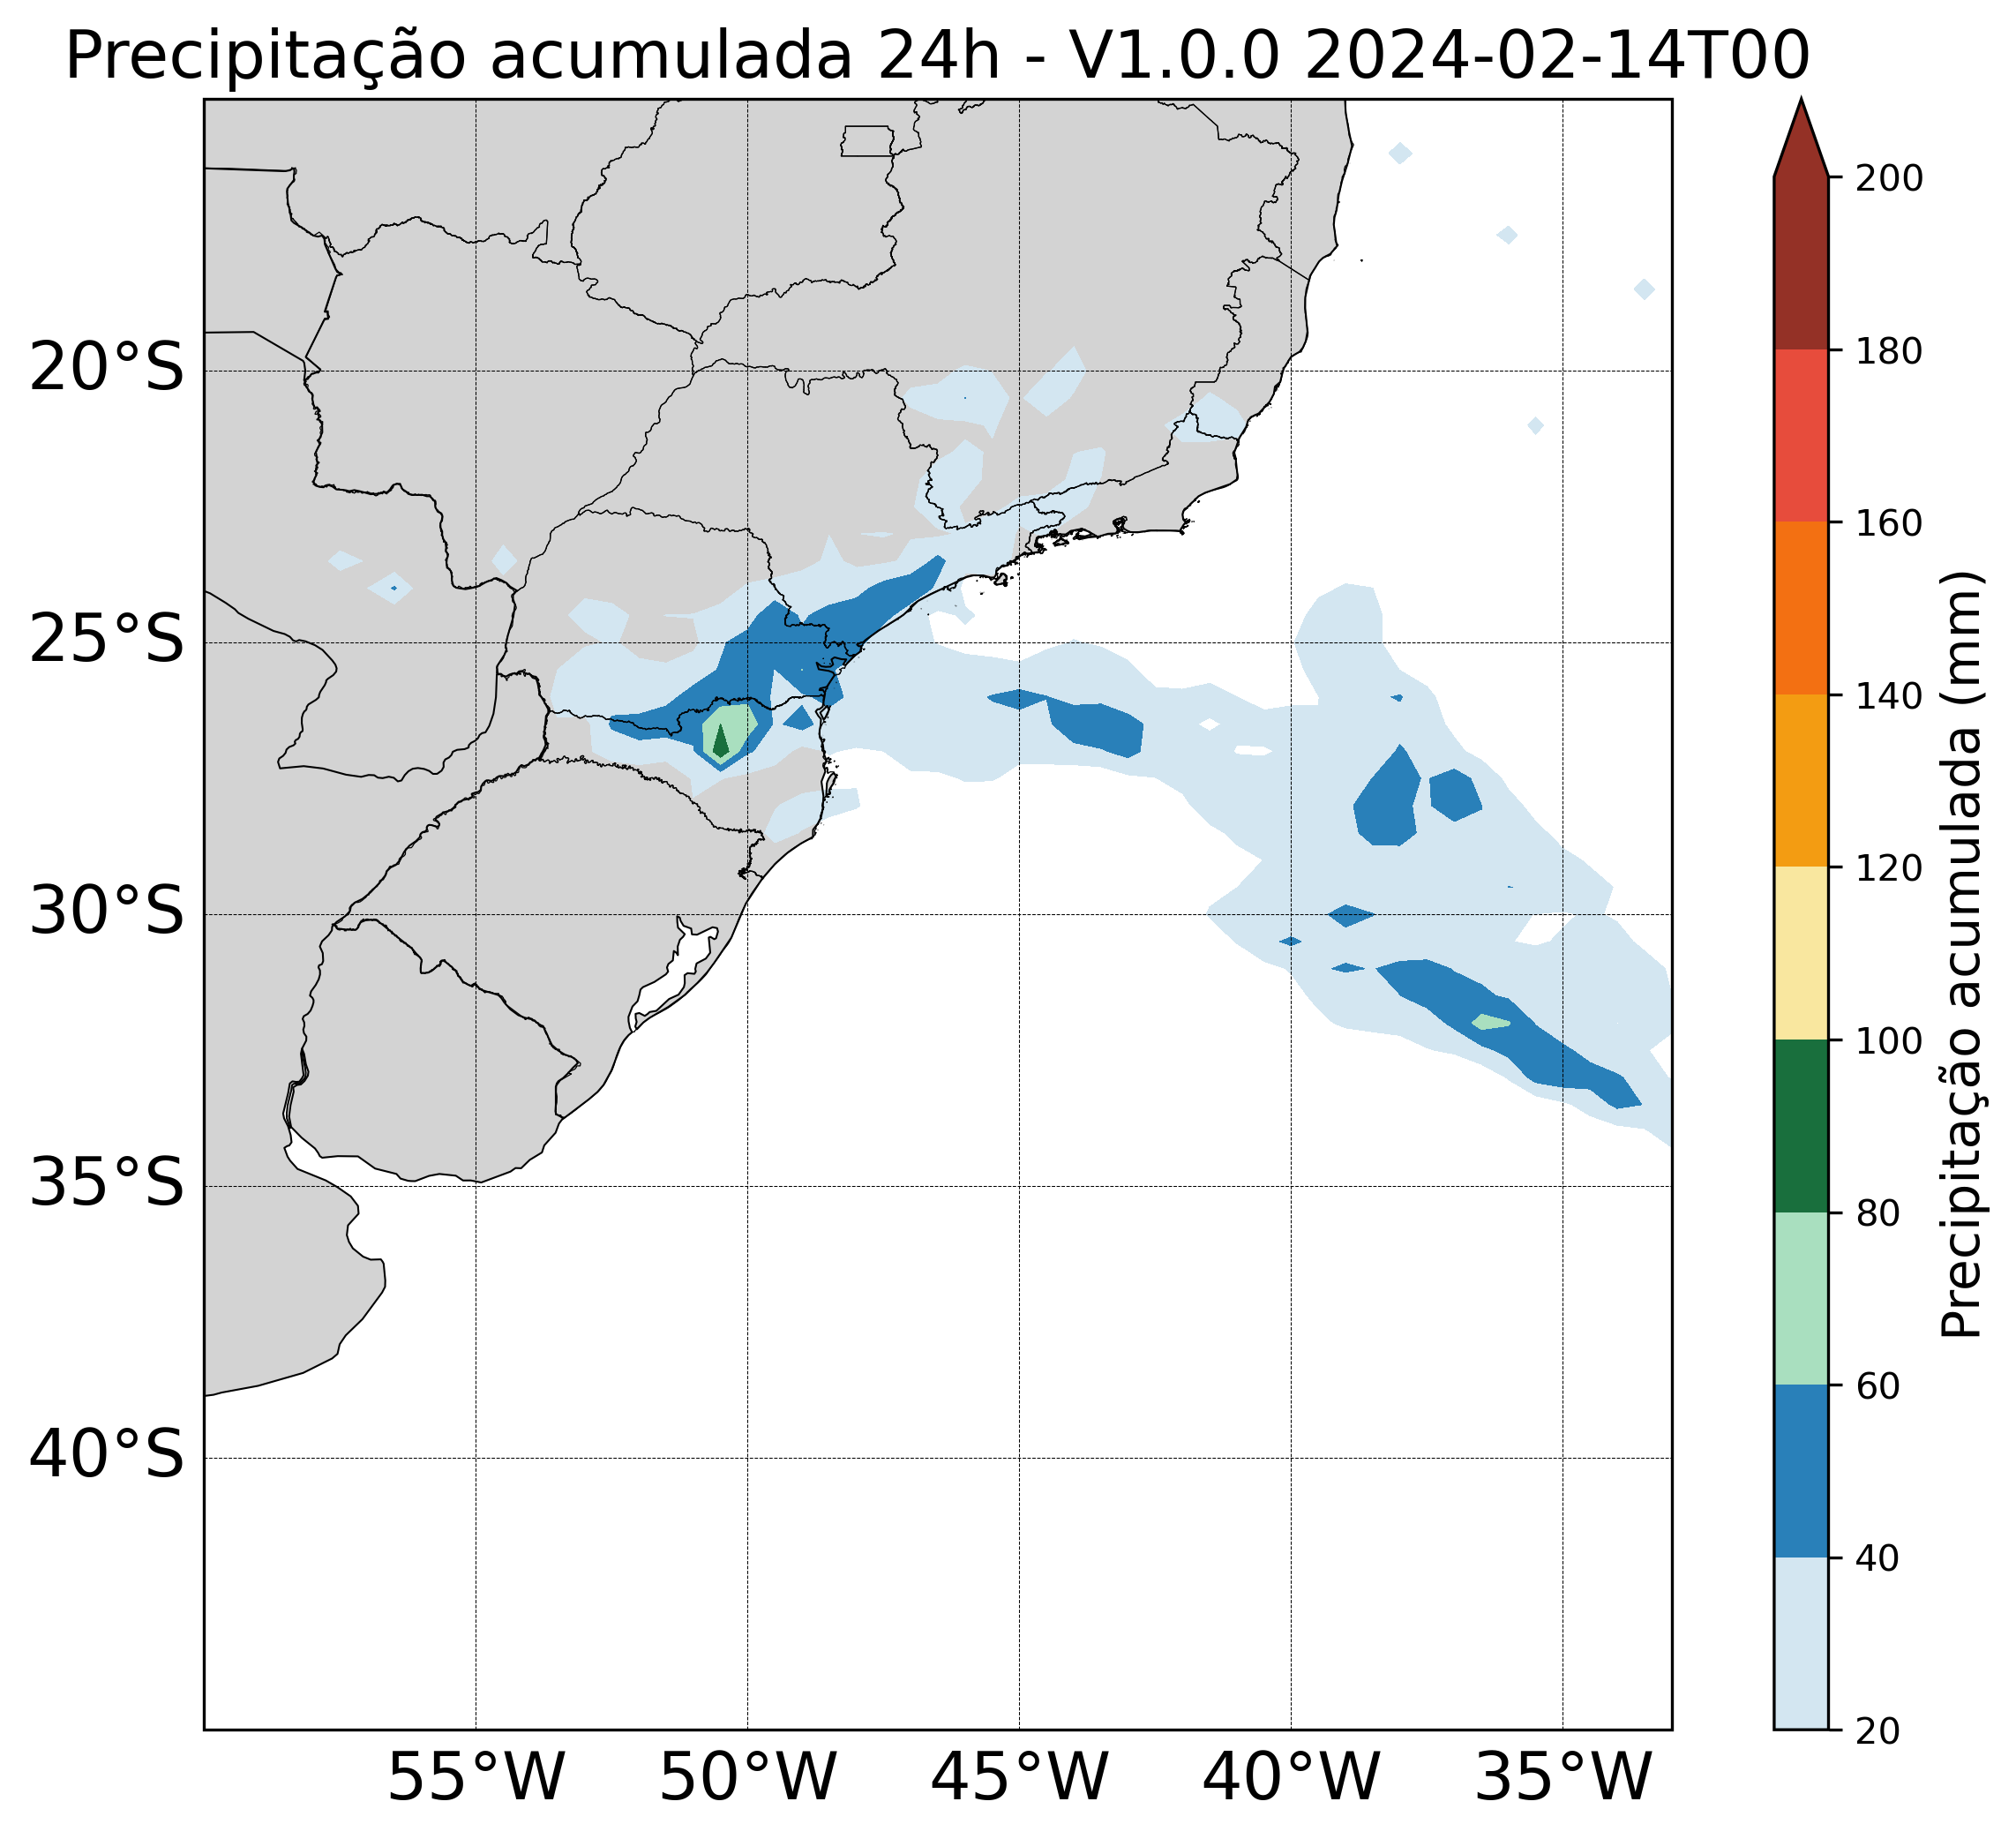 Precipitação acumulada 24h - V1.0.0 2024-02-14T00
20°S
25°S
30°S
35°S
40°S
55°W 50°W 45°W 40°W 35°W
200
180
160
140
120
100
80
60
40
20
Precipitação acumulada (mm)